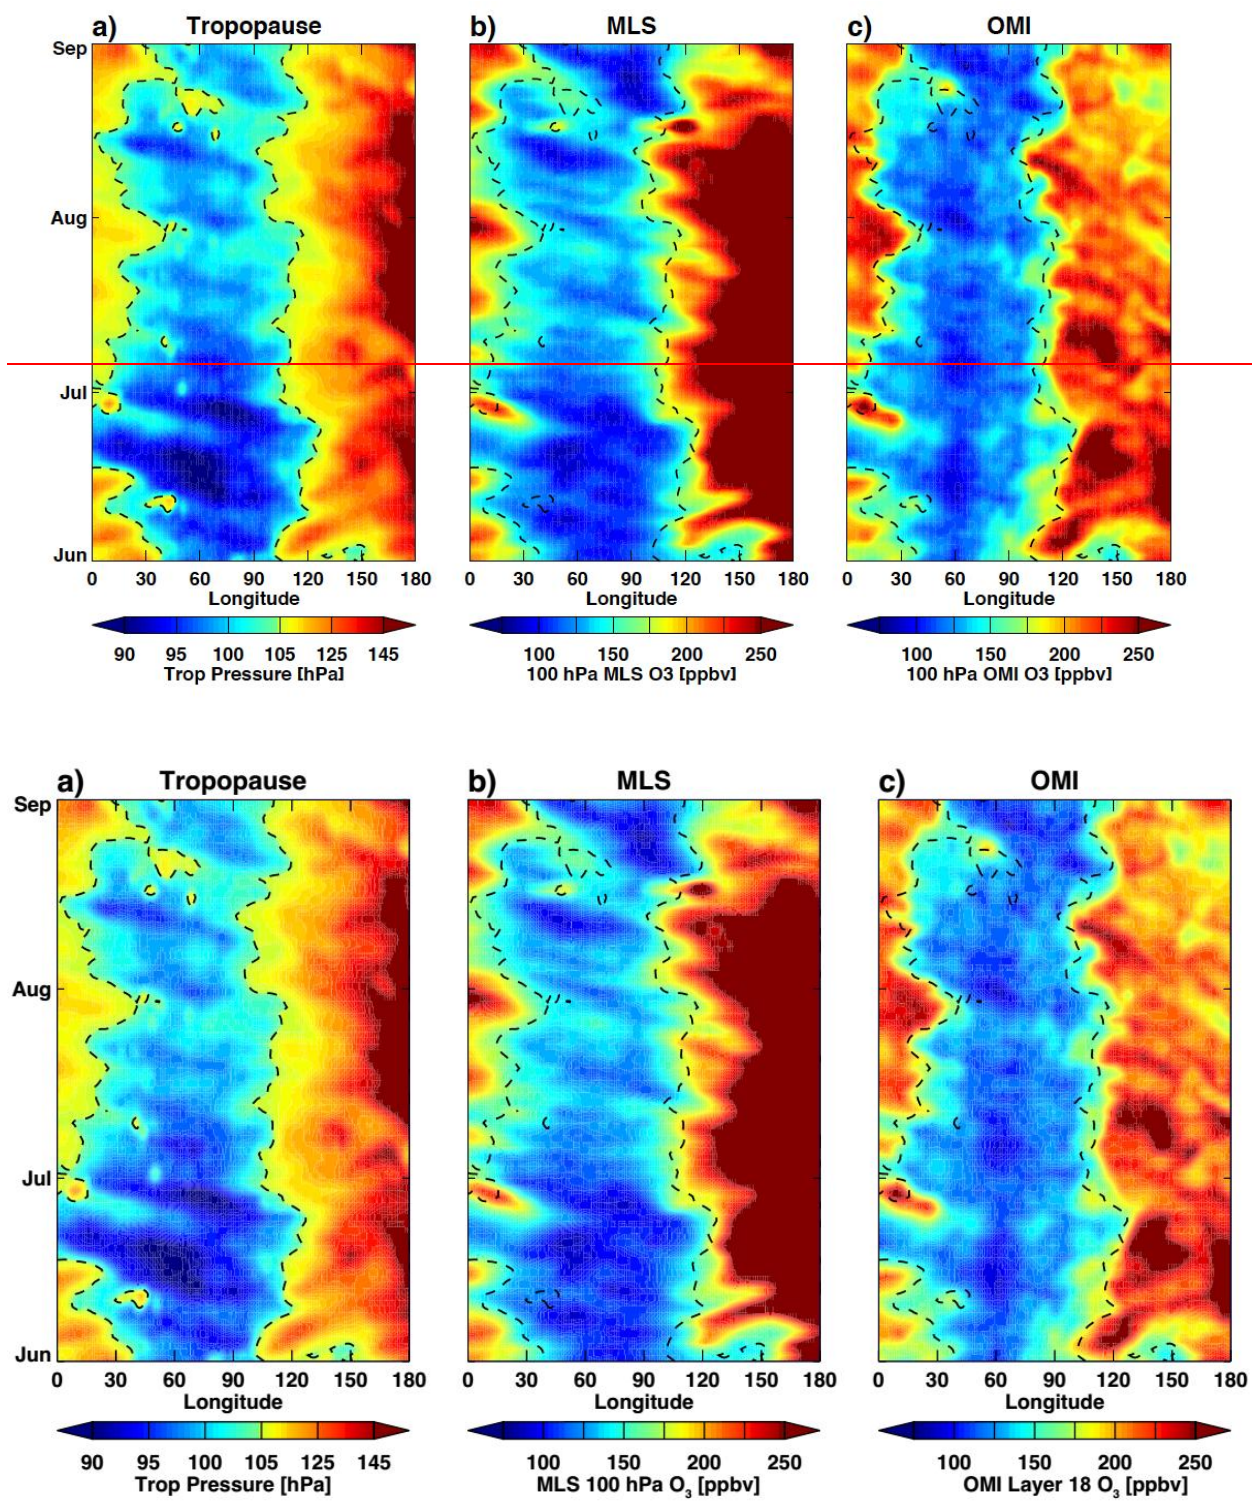 a) Tropopause b) MLS c) OMI
Sep
Aug
Jul
Jun
0 30 60 90 120 150 180 0 30 60 90 120 150 180 0 30 60 90 120 150 180
Longitude Longitude Longitude
90 95 100 105 125 145 100 150 200 250 100 150 200 250
Trop Pressure [hPa] 100 hPa MLS O3 [ppbv] 100 hPa OMI O3 [ppbv]
a) Tropopause b) MLS c) OMI
Sep
Aug
Jul
Jun
0 30 60 90 120 150 180 0 30 60 90 120 150 180 0 30 60 90 120 150 180
Longitude Longitude Longitude
90 95 100 105 125 145 100 150 200 250 100 150 200 250
Trop Pressure [hPa] MLS 100 hPa O₃ [ppbv] OMI Layer 18 O₃ [ppbv]